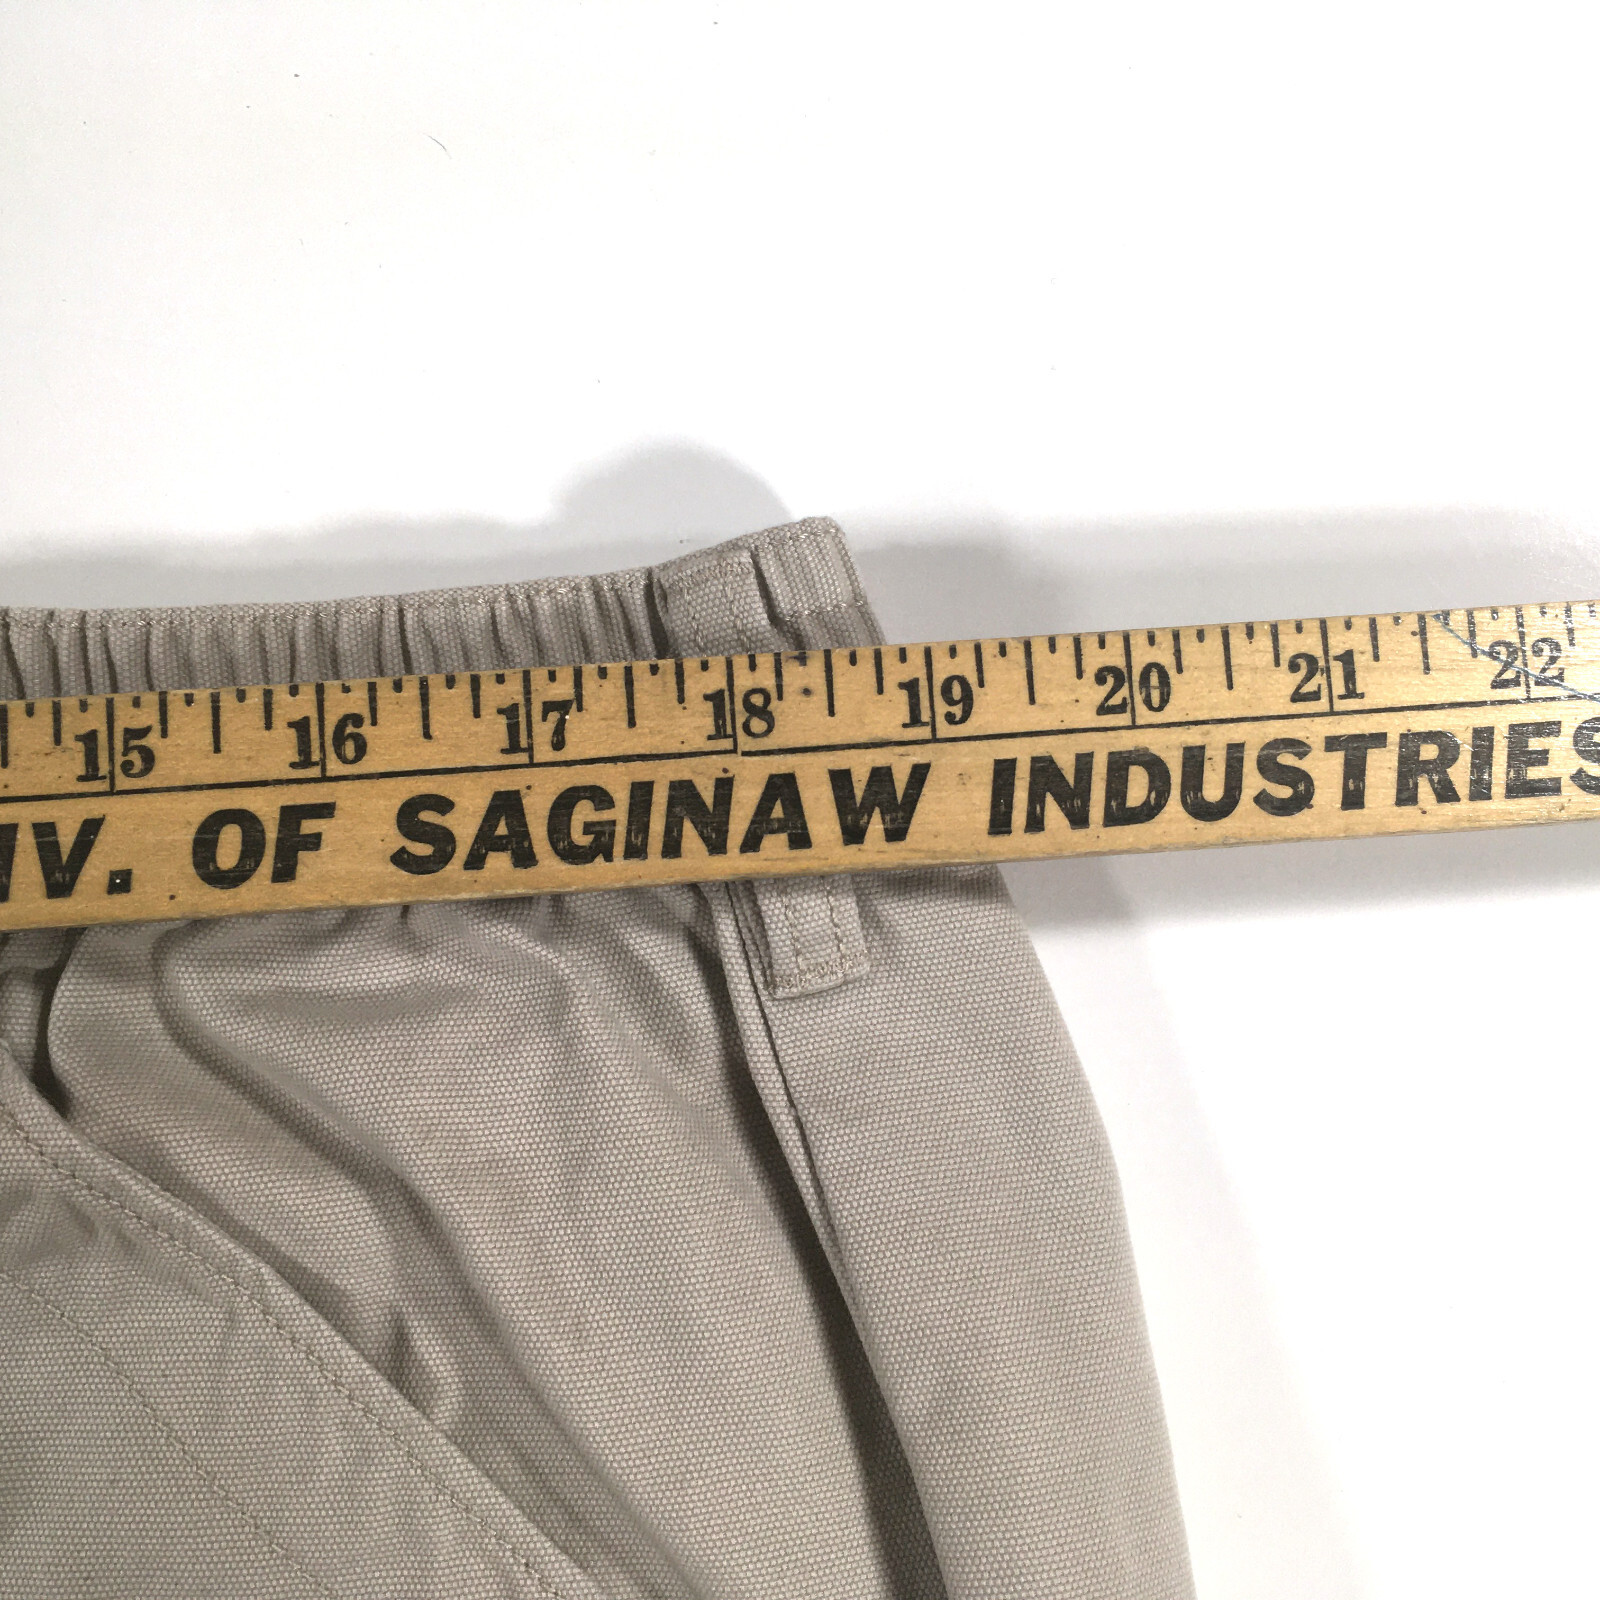 15 16 17 18 19 20 21 22
IV. OF SAGINAW INDUSTRIES